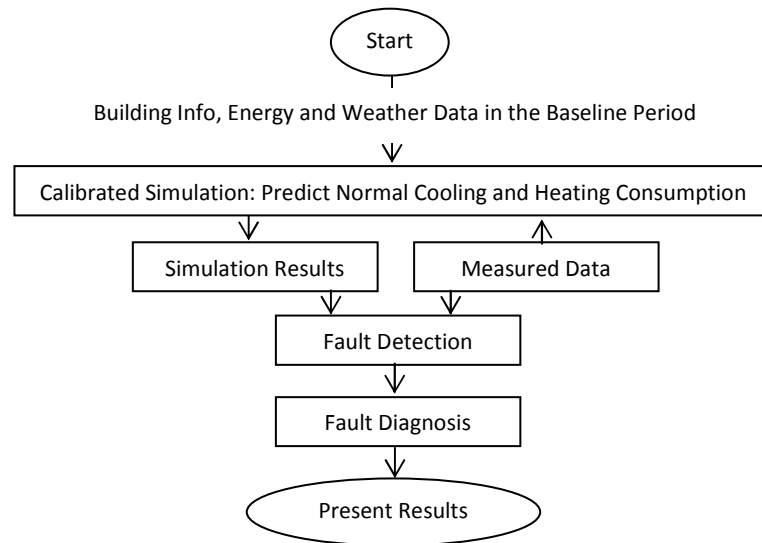 Start
Building Info, Energy and Weather Data in the Baseline Period
Calibrated Simulation: Predict Normal Cooling and Heating Consumption
Simulation Results
Measured Data
Fault Detection
Fault Diagnosis
Present Results